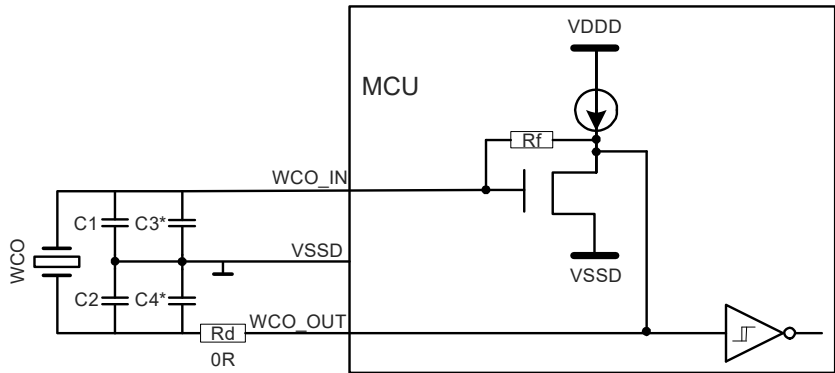 VDDD
MCU
Rf
WCO_IN
C1
C3*
VSSD
WCO
VSSD
C2
C4*
WCO_OUT
Rd
0R